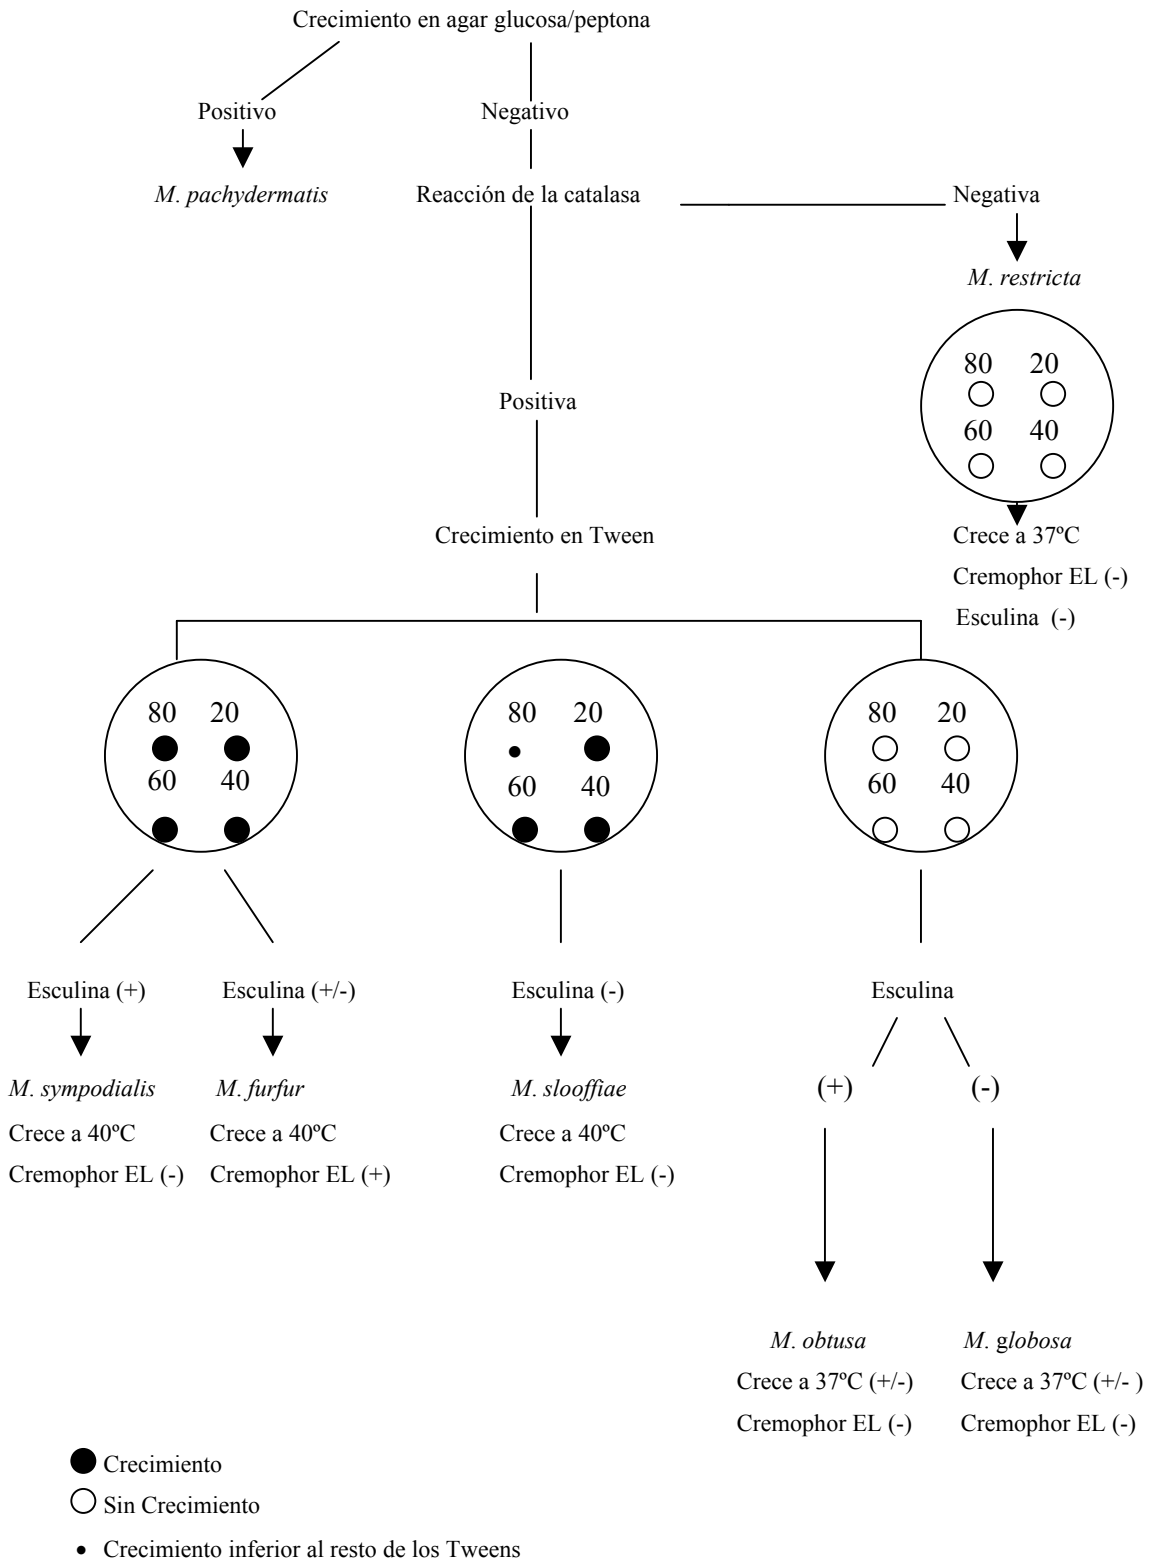 Crecimiento en agar glucosa/peptona
Positivo
Negativo
M. pachydermatis
Reacción de la catalasa
Negativa
M. restricta
80 20
60 40
Positiva
Crecimiento en Tween
Crece a 37ºC
Cremophor EL (-)
Esculina (-)
80 20
60 40
80 20
60 40
80 20
60 40
Esculina (+)
Esculina (+/-)
Esculina (-)
Esculina
M. sympodialis
Crece a 40ºC
Cremophor EL (-)
M. furfur
Crece a 40ºC
Cremophor EL (+)
M. slooffiae
Crece a 40ºC
Cremophor EL (-)
(+)
(-)
M. obtusa
Crece a 37ºC (+/-)
Cremophor EL (-)
M. globosa
Crece a 37ºC (+/- )
Cremophor EL (-)
Crecimiento
Sin Crecimiento
Crecimiento inferior al resto de los Tweens